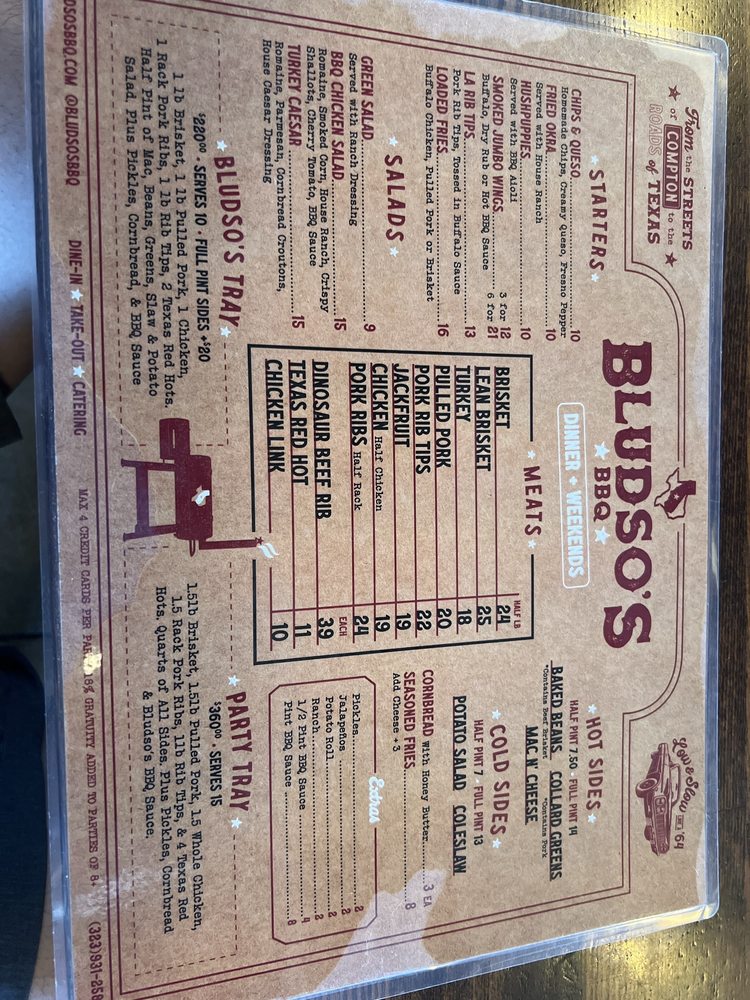 From the STREETS
of COMPTION to the
ROADS of TEXAS
BLUDSO'S
BBQ
DINNER + WEEKENDS
Low & Slow
SINCE '64
STARTERS
CHIPS & QUESO 10
Homemade Chips, Creamy Queso, Fresno Pepper
FRIED OKRA 10
Served with House Ranch
HUSHPUPPIES 10
Served with BBQ Aioli
SMOKED JUMBO WINGS 3 for 12
Buffalo, Dry Rub or Hot BBQ Sauce 6 for 21
LA RIB TIPS 13
Pork Rib Tips, Tossed in Buffalo Sauce
LOADED FRIES 16
Buffalo Chicken, Pulled Pork or Brisket
SALADS
GREEN SALAD 9
Served with Ranch Dressing
BBQ CHICKEN SALAD 15
Romaine, Smoked Corn, House Ranch, Crispy
Shallots, Cherry Tomato, BBQ Sauce
TURKEY CAESAR 15
Romaine, Parmesan, Cornbread Croutons,
House Caesar Dressing
MEATS
HALF LB
BRISKET 24
LEAN BRISKET 25
TURKEY 18
PULLED PORK 20
PORK RIB TIPS 22
JACKFRUIT 19
CHICKEN Half Chicken 19
PORK RIBS Half Rack 24
EACH
DINOSAUR BEEF RIB 39
TEXAS RED HOT 11
CHICKEN LINK 10
HOT SIDES
HALF PINT 7.50 · FULL PINT 14
BAKED BEANS COLLARD GREENS
*Contains Beef Brisket *Contains Pork
MAC N' CHEESE
COLD SIDES
HALF PINT 7 · FULL PINT 13
POTATO SALAD COLESLAW
CORNBREAD With Honey Butter 3 EA
SEASONED FRIES 8
Add Cheese +3
Extras
Pickles 2
Jalapeños 2
Potato Roll 2
Ranch 2
1/2 Pint BBQ Sauce 4
Pint BBQ Sauce 8
BLUDSO'S TRAY
$220⁰⁰ · SERVES 10 · FULL PINT SIDES +$20
1 lb Brisket, 1 lb Pulled Pork, 1 Chicken,
1 Rack Pork Ribs, 1 lb Rib Tips, 2 Texas Red Hots.
Half Pint of Mac, Beans, Greens, Slaw & Potato
Salad. Plus Pickles, Cornbread, & BBQ Sauce
PARTY TRAY
$360⁰⁰ · SERVES 15
1.5lb Brisket, 1.5lb Pulled Pork, 1.5 Whole Chicken,
1.5 Rack Pork Ribs, 1lb Rib Tips, & 4 Texas Red
Hots, Quarts of All Sides, Plus Pickles, Cornbread
& Bludso's BBQ Sauce.
DSOSBBQ.COM @BLUDSOSBBQ DINE-IN ★ TAKE-OUT ★ CATERING MAX 4 CREDIT CARDS PER PAR 18% GRATUITY ADDED TO PARTIES OF 8+ (323)931-258